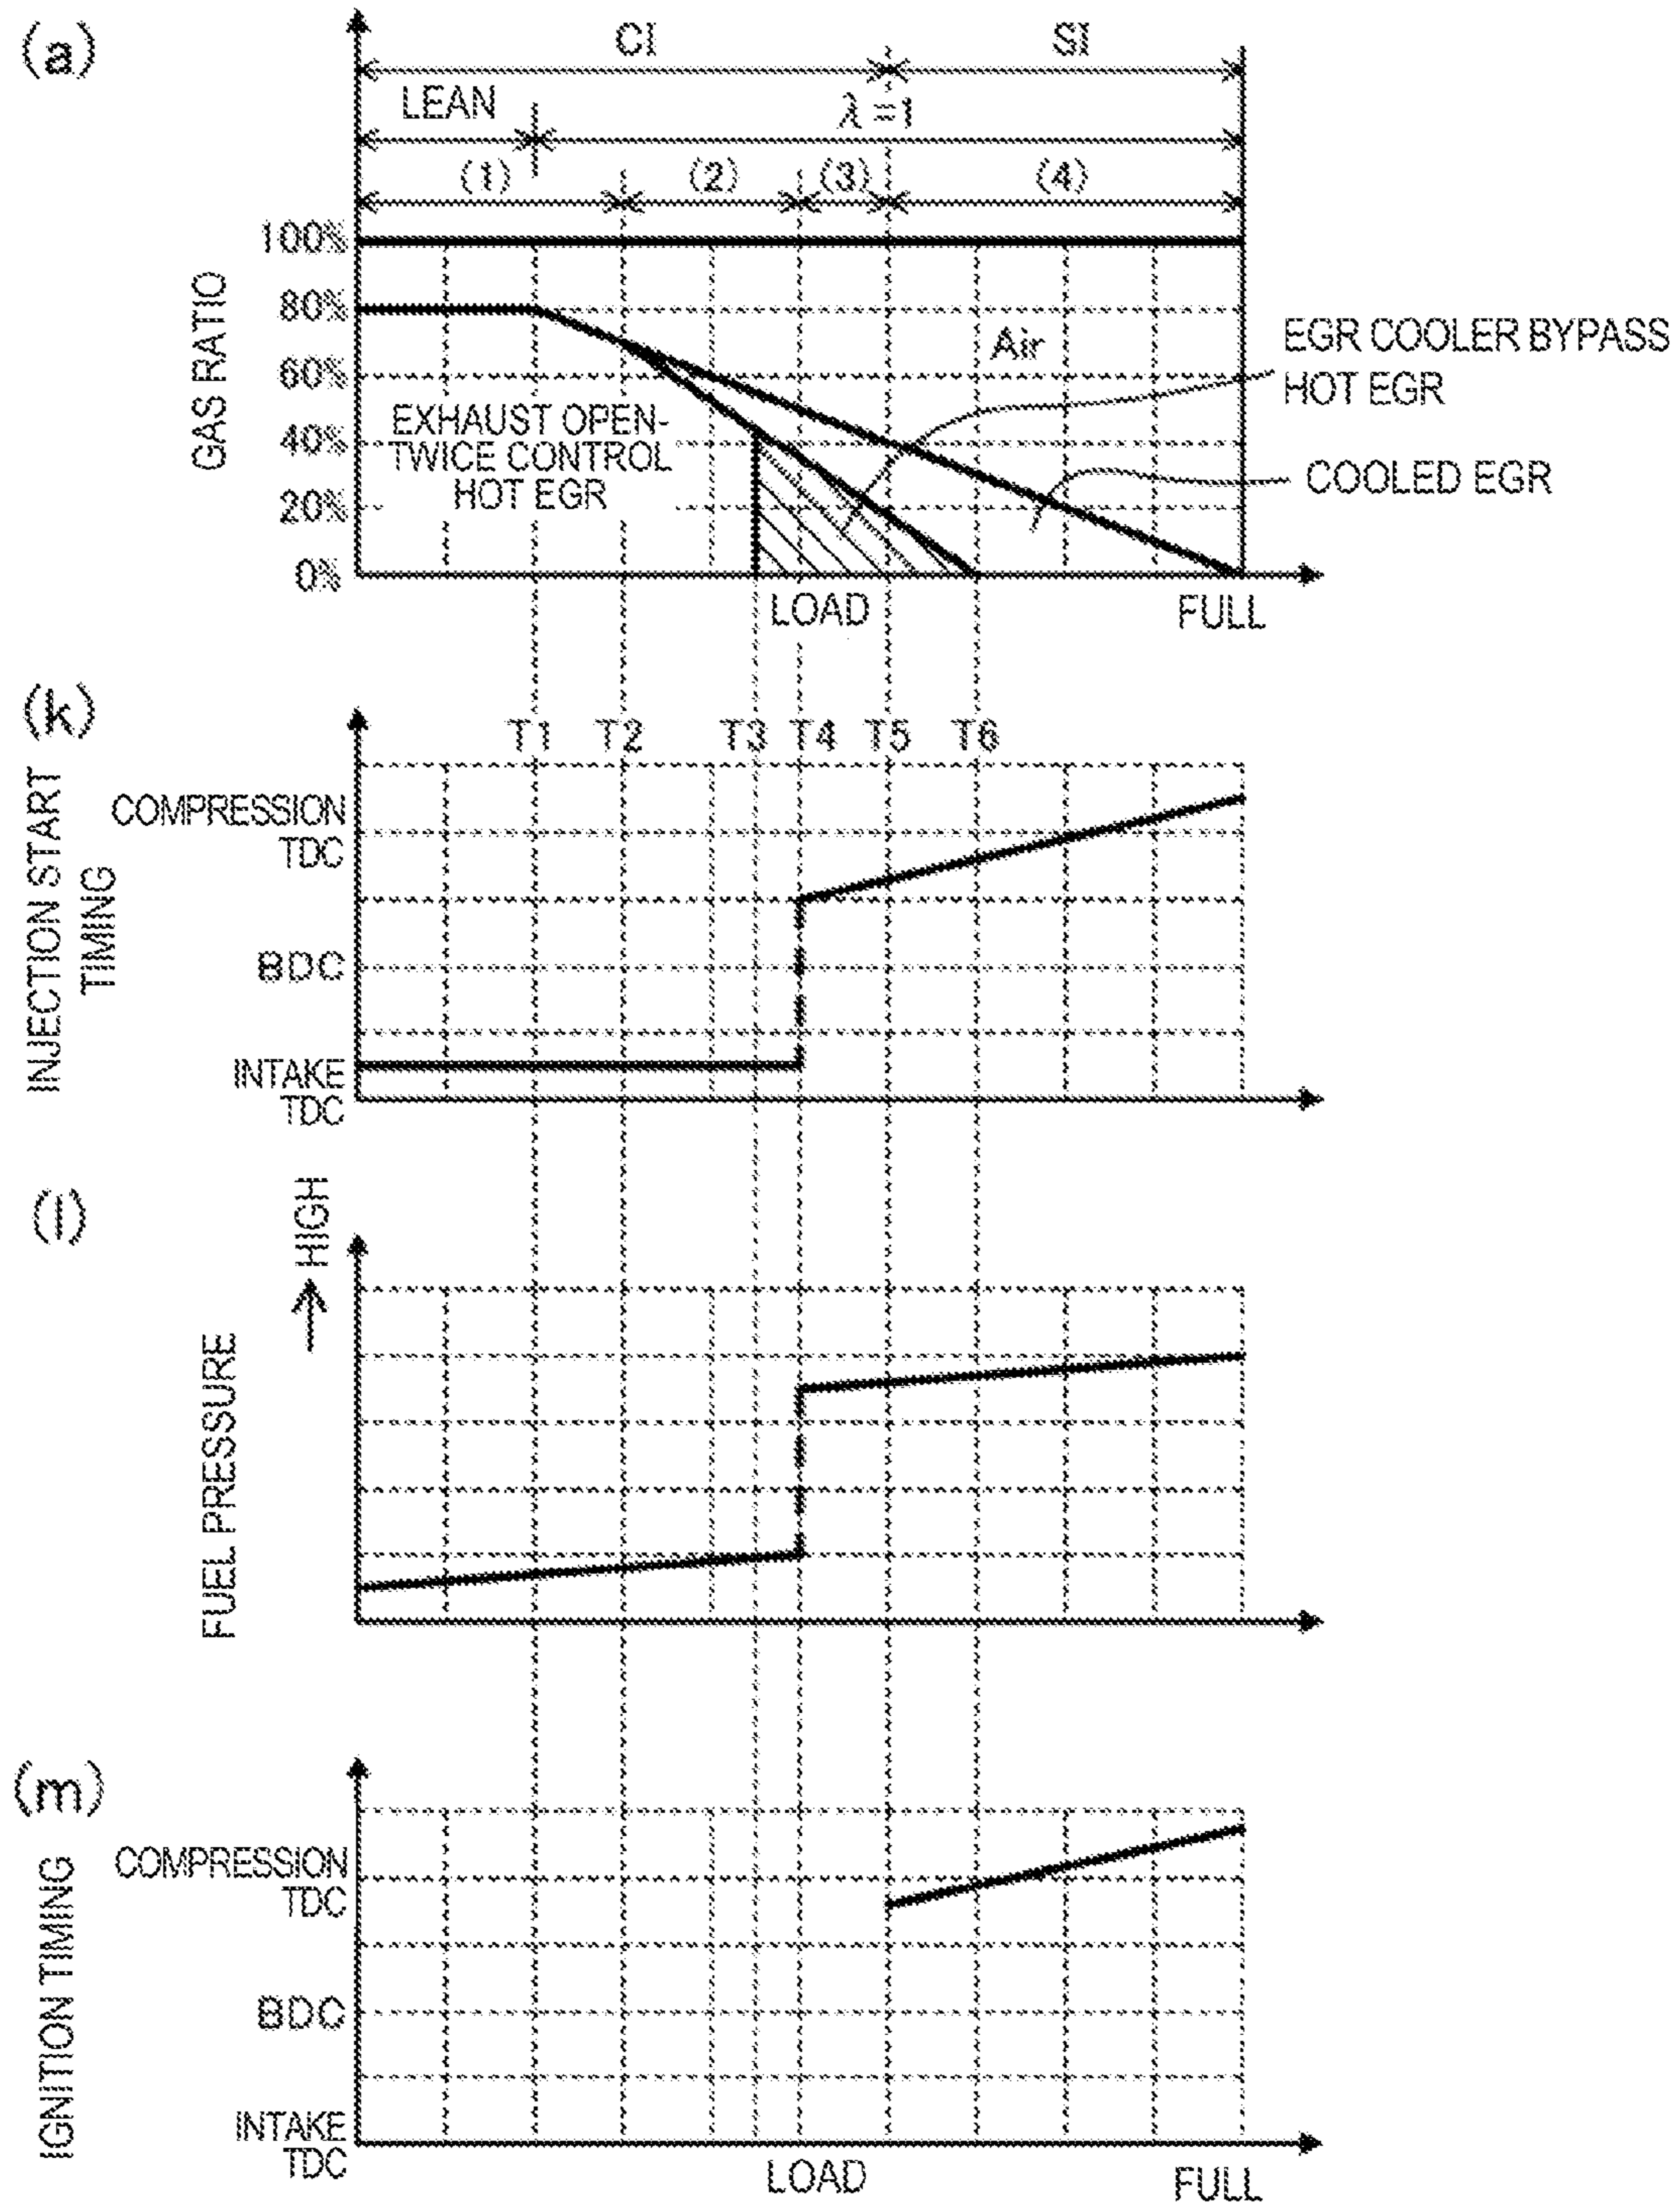 (a)
CI
SI
LEAN
λ=1
(1)
(2)
(3)
(4)
GAS RATIO
100%
80%
60%
40%
20%
0%
Air
EXHAUST OPEN-
TWICE CONTROL
HOT EGR
EGR COOLER BYPASS
HOT EGR
COOLED EGR
LOAD
FULL
(k)
T1
T2
T3
T4
T5
T6
INJECTION START
TIMING
COMPRESSION
TDC
BDC
INTAKE
TDC
(l)
HIGH
FUEL PRESSURE
(m)
IGNITION TIMING
COMPRESSION
TDC
BDC
INTAKE
TDC
LOAD
FULL